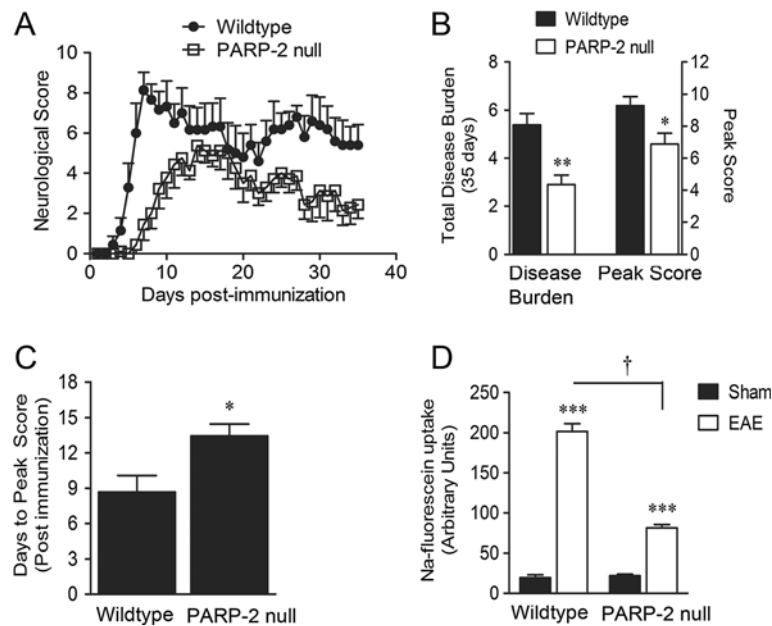 A
Wildtype
PARP-2 null
Neurological Score
10
8
6
4
2
0
0 10 20 30 40
Days post-immunization
B
Wildtype
PARP-2 null
Total Disease Burden
(35 days)
8
6
4
2
0
**
*
12
10
8
6
4
2
0
Peak Score
Disease Burden
Peak Score
C
Days to Peak Score
(Post immunization)
18
15
12
9
6
3
0
*
Wildtype PARP-2 null
D
†
Sham
EAE
Na-fluorescein uptake
(Arbitrary Units)
250
200
150
100
50
0
***
***
Wildtype PARP-2 null